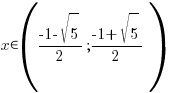 x∈((-1-√5)/2 ; (-1+√5)/2)